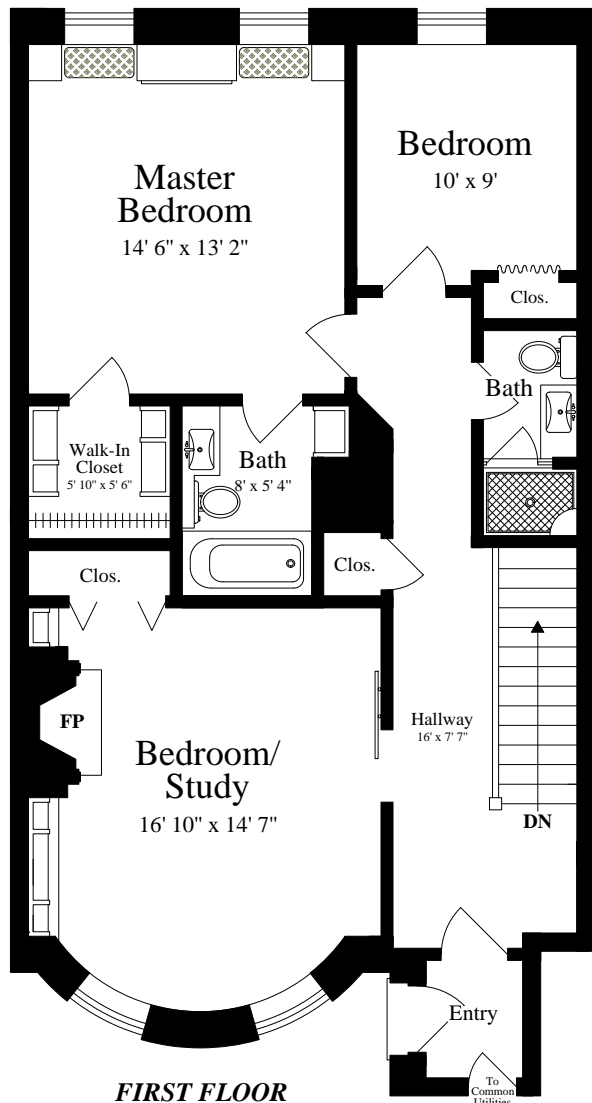 Master
Bedroom
14' 6" x 13' 2"
Bedroom
10' x 9'
Clos.
Bath
Walk-In
Closet
5' 10" x 5' 6"
Bath
8' x 5' 4"
Clos.
Clos.
FP
Bedroom/
Study
16' 10" x 14' 7"
Hallway
16' x 7' 7"
DN
Entry
To
Common
Utilities
FIRST FLOOR